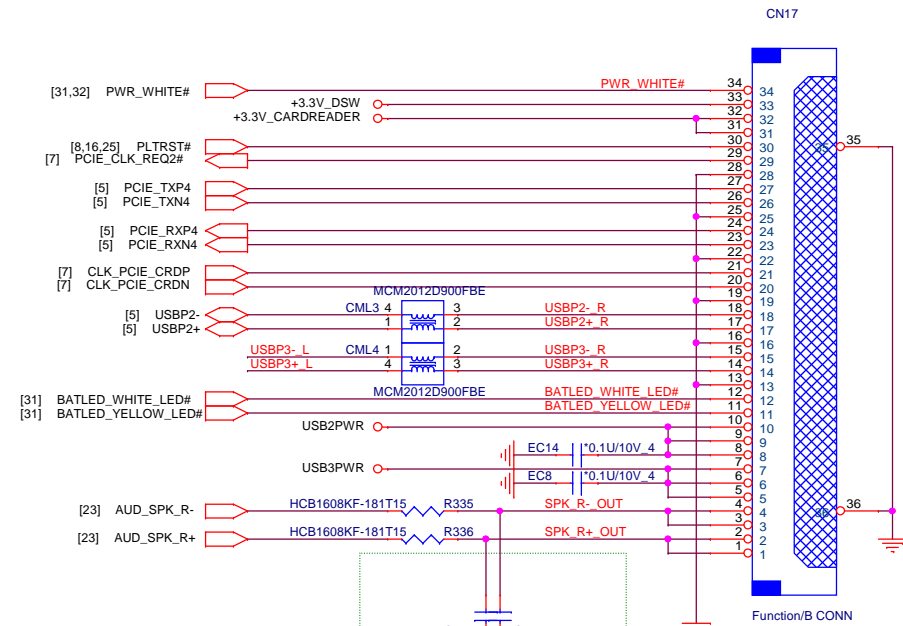 CN17
[31,32] PWR_WHITE# PWR_WHITE# 34 34
+3.3V_DSW 33 33
+3.3V_CARDREADER 32 32
31 31
[8,16,25] PLTRST# 30 30 35 35
[7] PCIE_CLK_REQ2# 29 29
28 28
[5] PCIE_TXP4 27 27
[5] PCIE_TXN4 26 26
25 25
[5] PCIE_RXP4 24 24
[5] PCIE_RXN4 23 23
22 22
[7] CLK_PCIE_CRDP 21 21
[7] CLK_PCIE_CRDN 20 20
MCM2012D900FBE 19 19
[5] USBP2- CML3 4 3 USBP2-_R 18 18
[5] USBP2+ 1 2 USBP2+_R 17 17
16 16
USBP3-_L CML4 1 2 USBP3-_R 15 15
USBP3+_L 4 3 USBP3+_R 14 14
13 13
[31] BATLED_WHITE_LED# MCM2012D900FBE BATLED_WHITE_LED# 12 12
[31] BATLED_YELLOW_LED# BATLED_YELLOW_LED# 11 11
USB2PWR 10 10
9 9
EC14 *0.1U/10V_4 8 8
USB3PWR 7 7
EC8 *0.1U/10V_4 6 6
5 5
[23] AUD_SPK_R- HCB1608KF-181T15 R335 SPK_R-_OUT 4 4 36 36
3 3
[23] AUD_SPK_R+ HCB1608KF-181T15 R336 SPK_R+_OUT 2 2
1 1
Function/B CONN